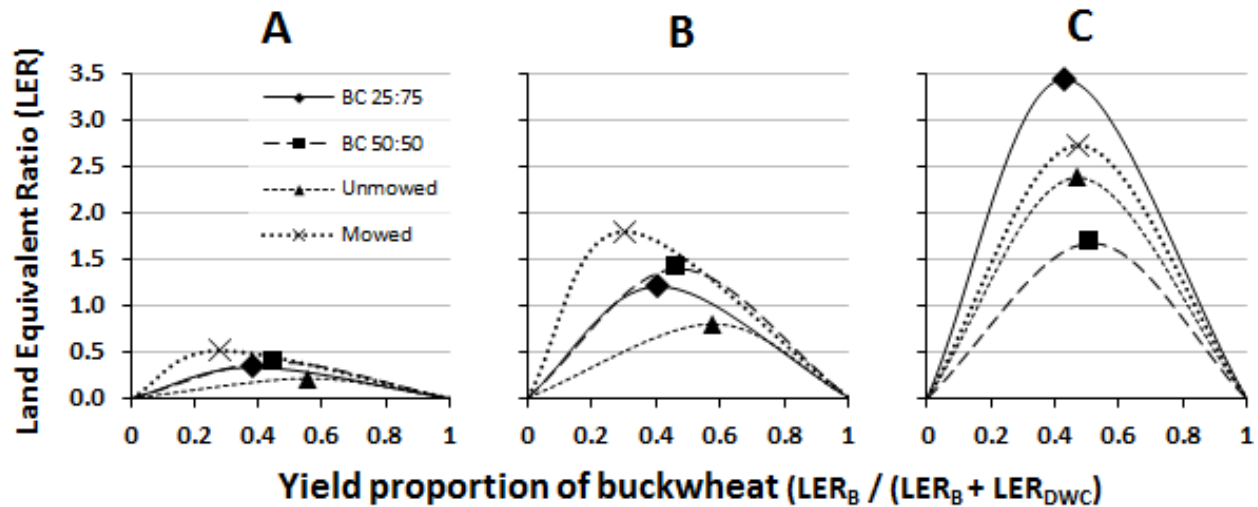 A
B
C
Land Equivalent Ratio (LER)
3.5
3.0
2.5
2.0
1.5
1.0
0.5
0.0
BC 25:75
BC 50:50
Unmowed
Mowed
0 0.2 0.4 0.6 0.8 1
0 0.2 0.4 0.6 0.8 1
0 0.2 0.4 0.6 0.8 1
Yield proportion of buckwheat (LERB / (LERB + LERDWC)